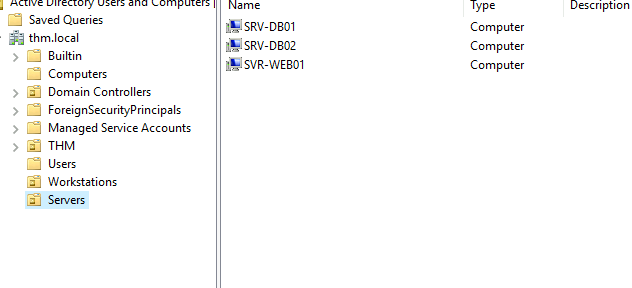 Active Directory Users and Computers
Saved Queries
thm.local
Builtin
Computers
Domain Controllers
ForeignSecurityPrincipals
Managed Service Accounts
THM
Users
Workstations
Servers
Name Type Description
SRV-DB01 Computer
SRV-DB02 Computer
SVR-WEB01 Computer